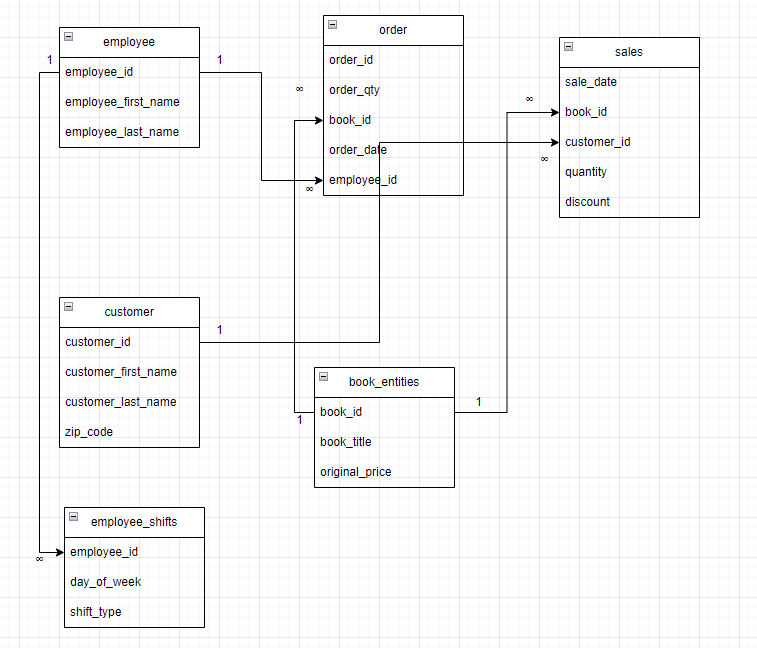 employee
employee_id
employee_first_name
employee_last_name
1
1
order
order_id
order_qty
book_id
order_date
employee_id
∞
∞
sales
sale_date
book_id
customer_id
quantity
discount
∞
∞
customer
customer_id
customer_first_name
customer_last_name
zip_code
1
book_entities
book_id
book_title
original_price
1
1
employee_shifts
employee_id
day_of_week
shift_type
∞